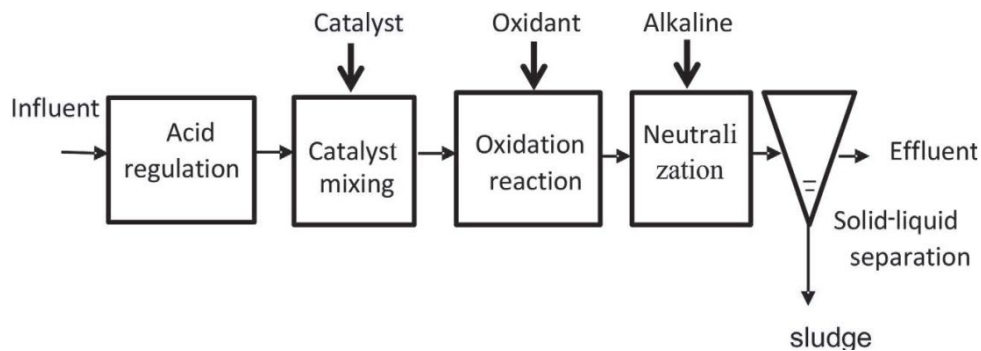 Catalyst
Oxidant
Alkaline
Influent
Acid
regulation
Catalyst
mixing
Oxidation
reaction
Neutrali
zation
Effluent
Solid-liquid
separation
sludge